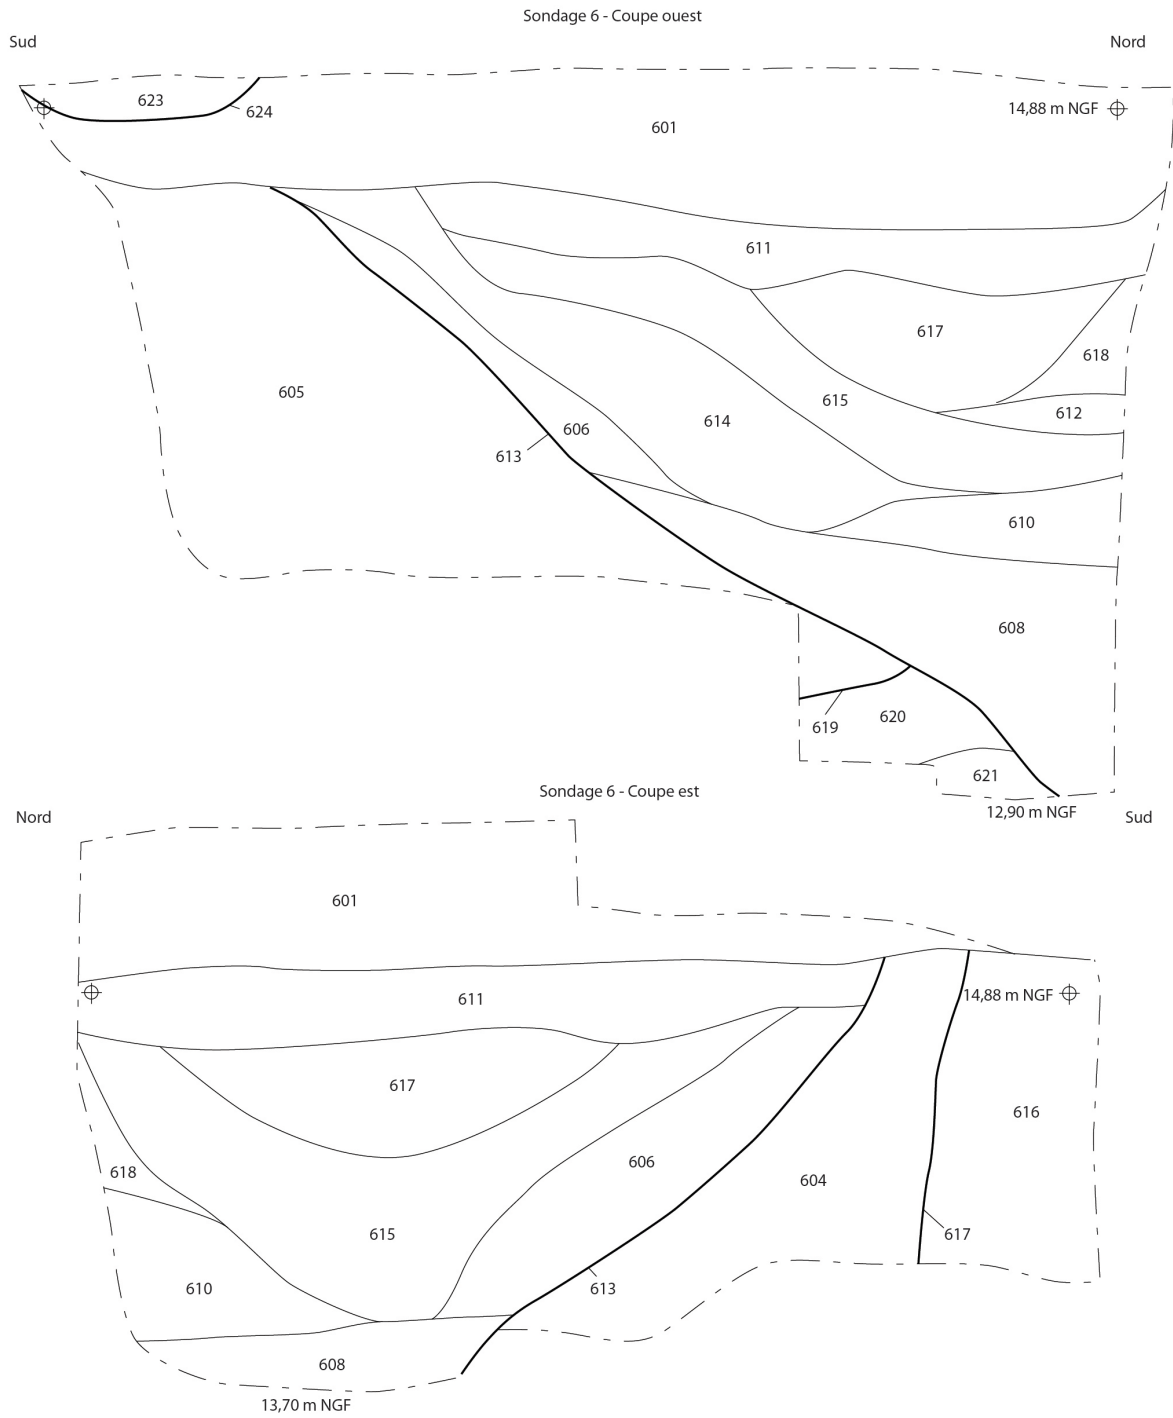 Sondage 6 - Coupe ouest
Sud
Nord
623
624
601
14,88 m NGF
611
617
618
605
615
612
614
606
613
610
608
619
620
621
12,90 m NGF
Sondage 6 - Coupe est
Nord
Sud
601
611
14,88 m NGF
617
616
606
618
604
615
617
610
613
608
13,70 m NGF